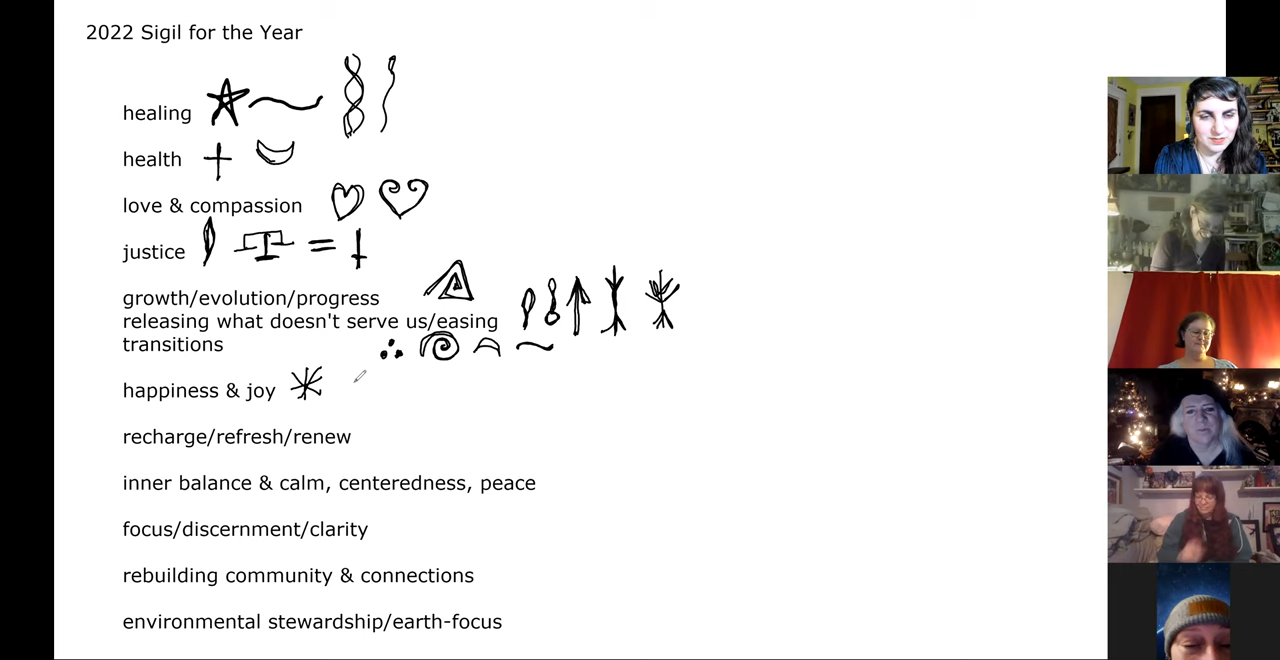 2022 Sigil for the Year
healing
health
love & compassion
justice
growth/evolution/progress
releasing what doesn't serve us/easing
transitions
happiness & joy
recharge/refresh/renew
inner balance & calm, centeredness, peace
focus/discernment/clarity
rebuilding community & connections
environmental stewardship/earth-focus